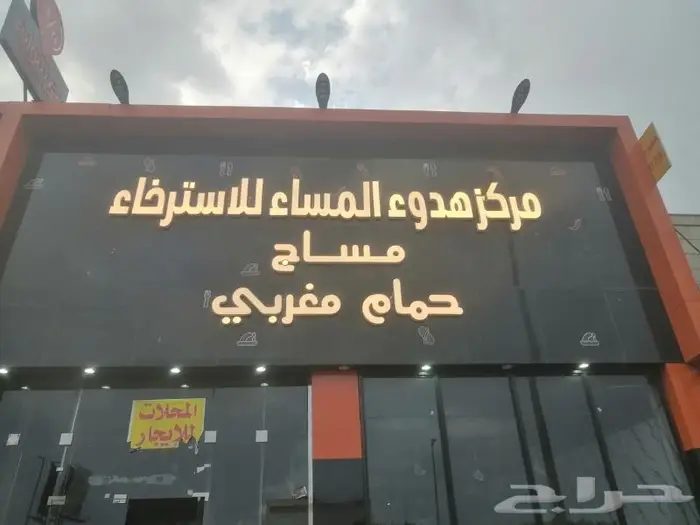 مركز هدوء المساء للاسترخاء
مساج
حمام مغربي
المحلات
للايجار
حراج